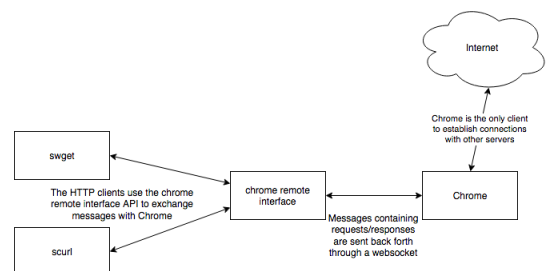 Internet
Chrome is the only client
to establish connections
with other servers
swget
The HTTP clients use the chrome
remote interface API to exchange
messages with Chrome
chrome remote
interface
Chrome
Messages containing
requests/responses
are sent back forth
through a websocket
scurl